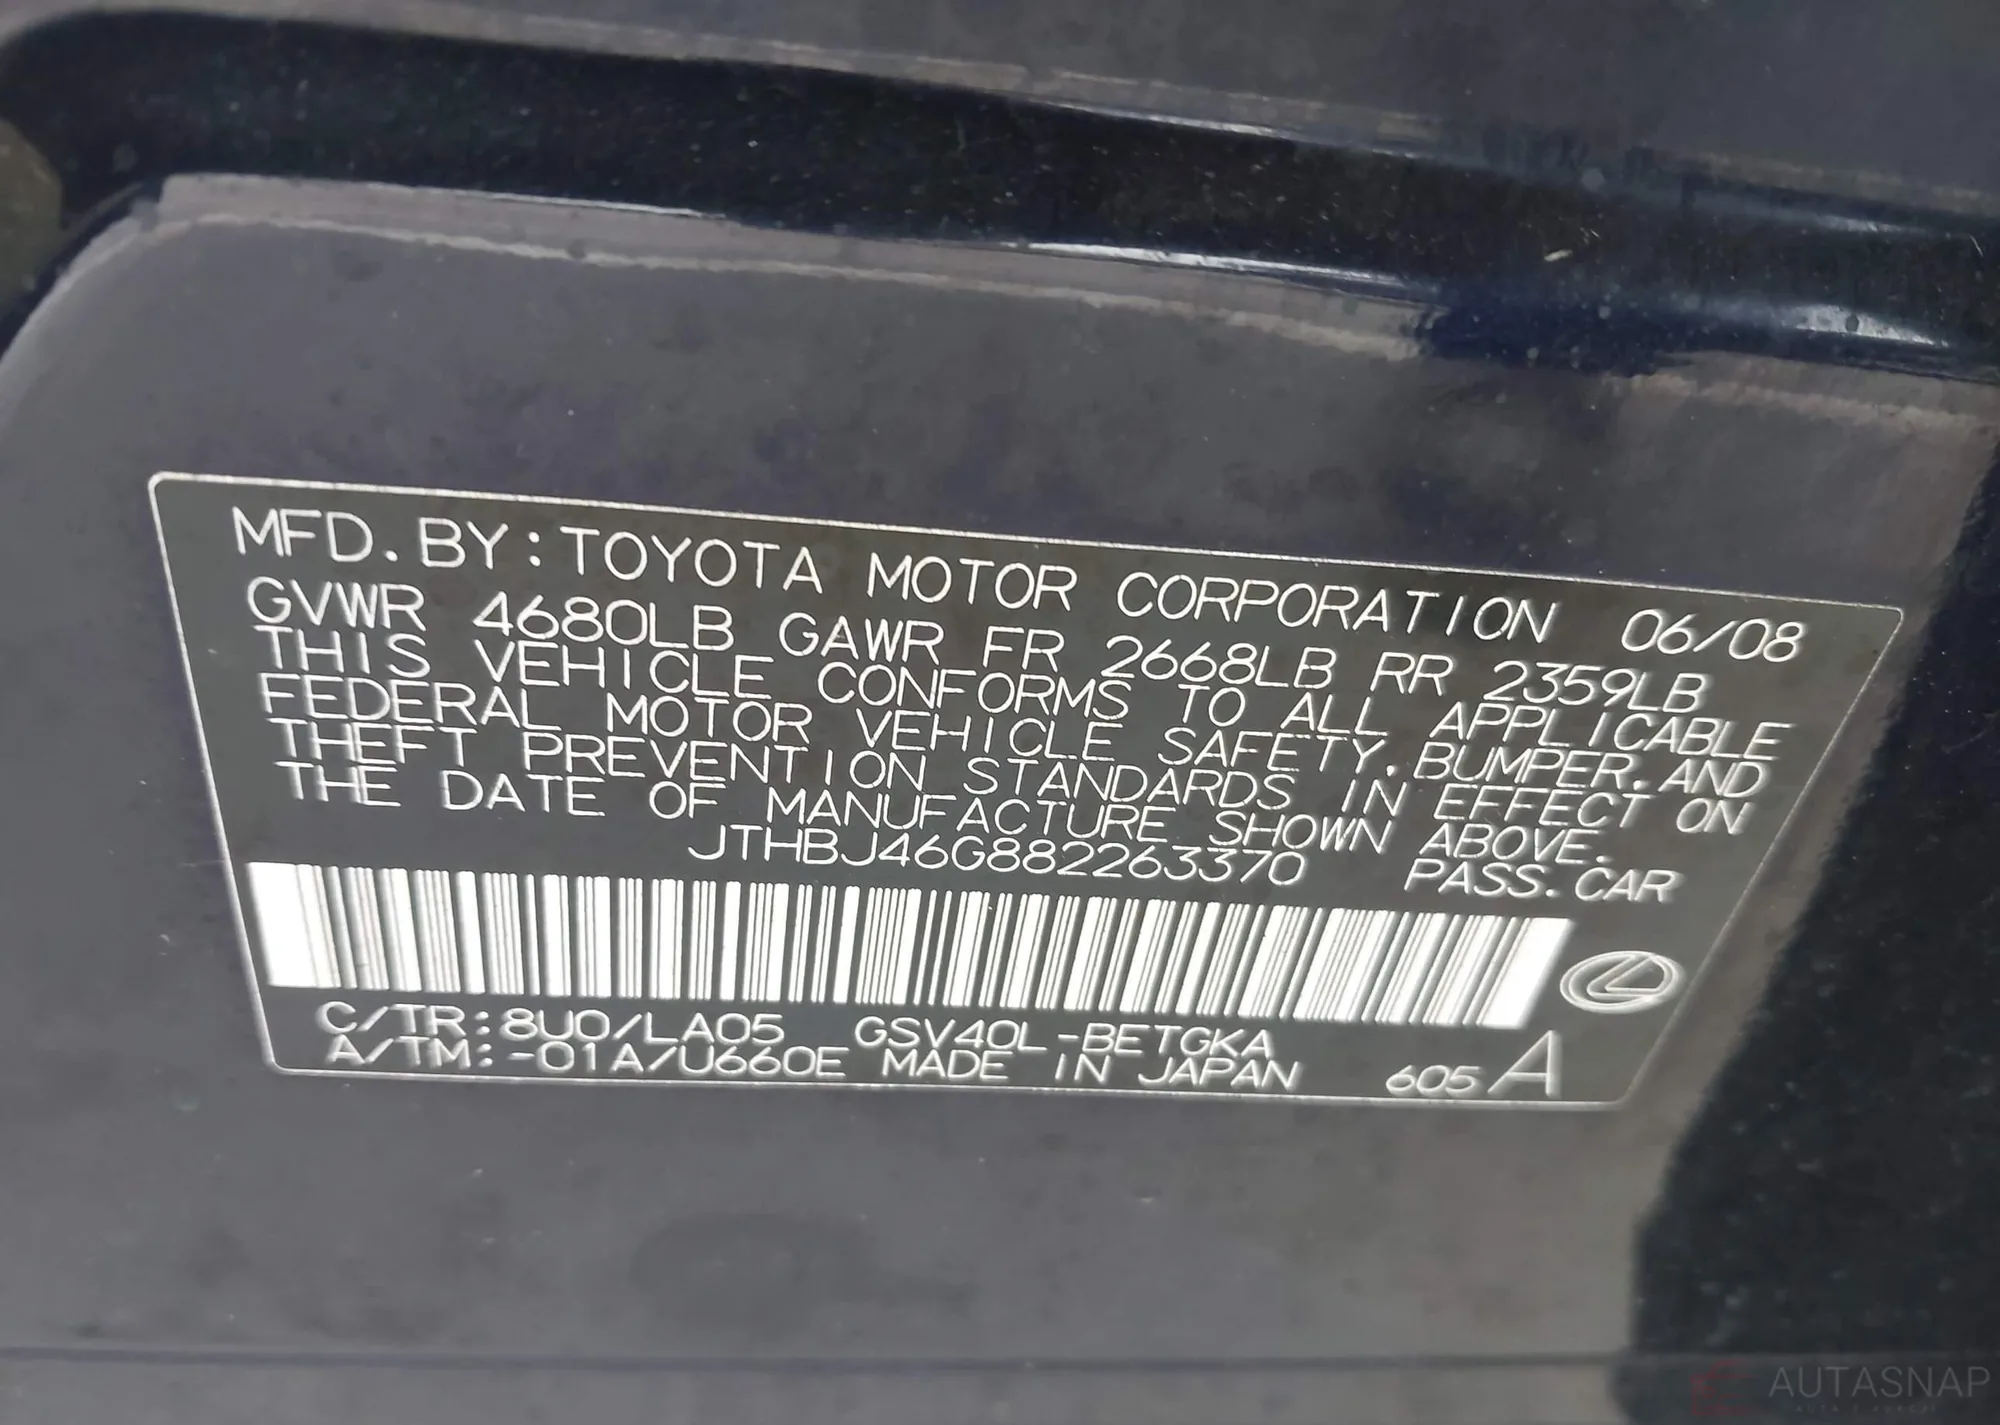 MFD. BY: TOYOTA MOTOR CORPORATION 06/08
GVWR 4680LB GAWR FR 2668LB RR 2359LB
THIS VEHICLE CONFORMS TO ALL APPLICABLE
FEDERAL MOTOR VEHICLE SAFETY, BUMPER, AND
THEFT PREVENTION STANDARDS IN EFFECT ON
THE DATE OF MANUFACTURE SHOWN ABOVE.
JTHBJ46G882263370 PASS. CAR
C/TR: 8U0/LA05 GSV40L-BETGKA
A/TM: -01A/U660E MADE IN JAPAN 605 A
AUTASNAP